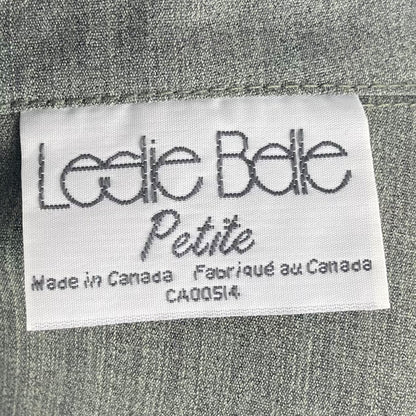 Leslie Belle
Petite
Made in Canada Fabriqué au Canada
CA00514